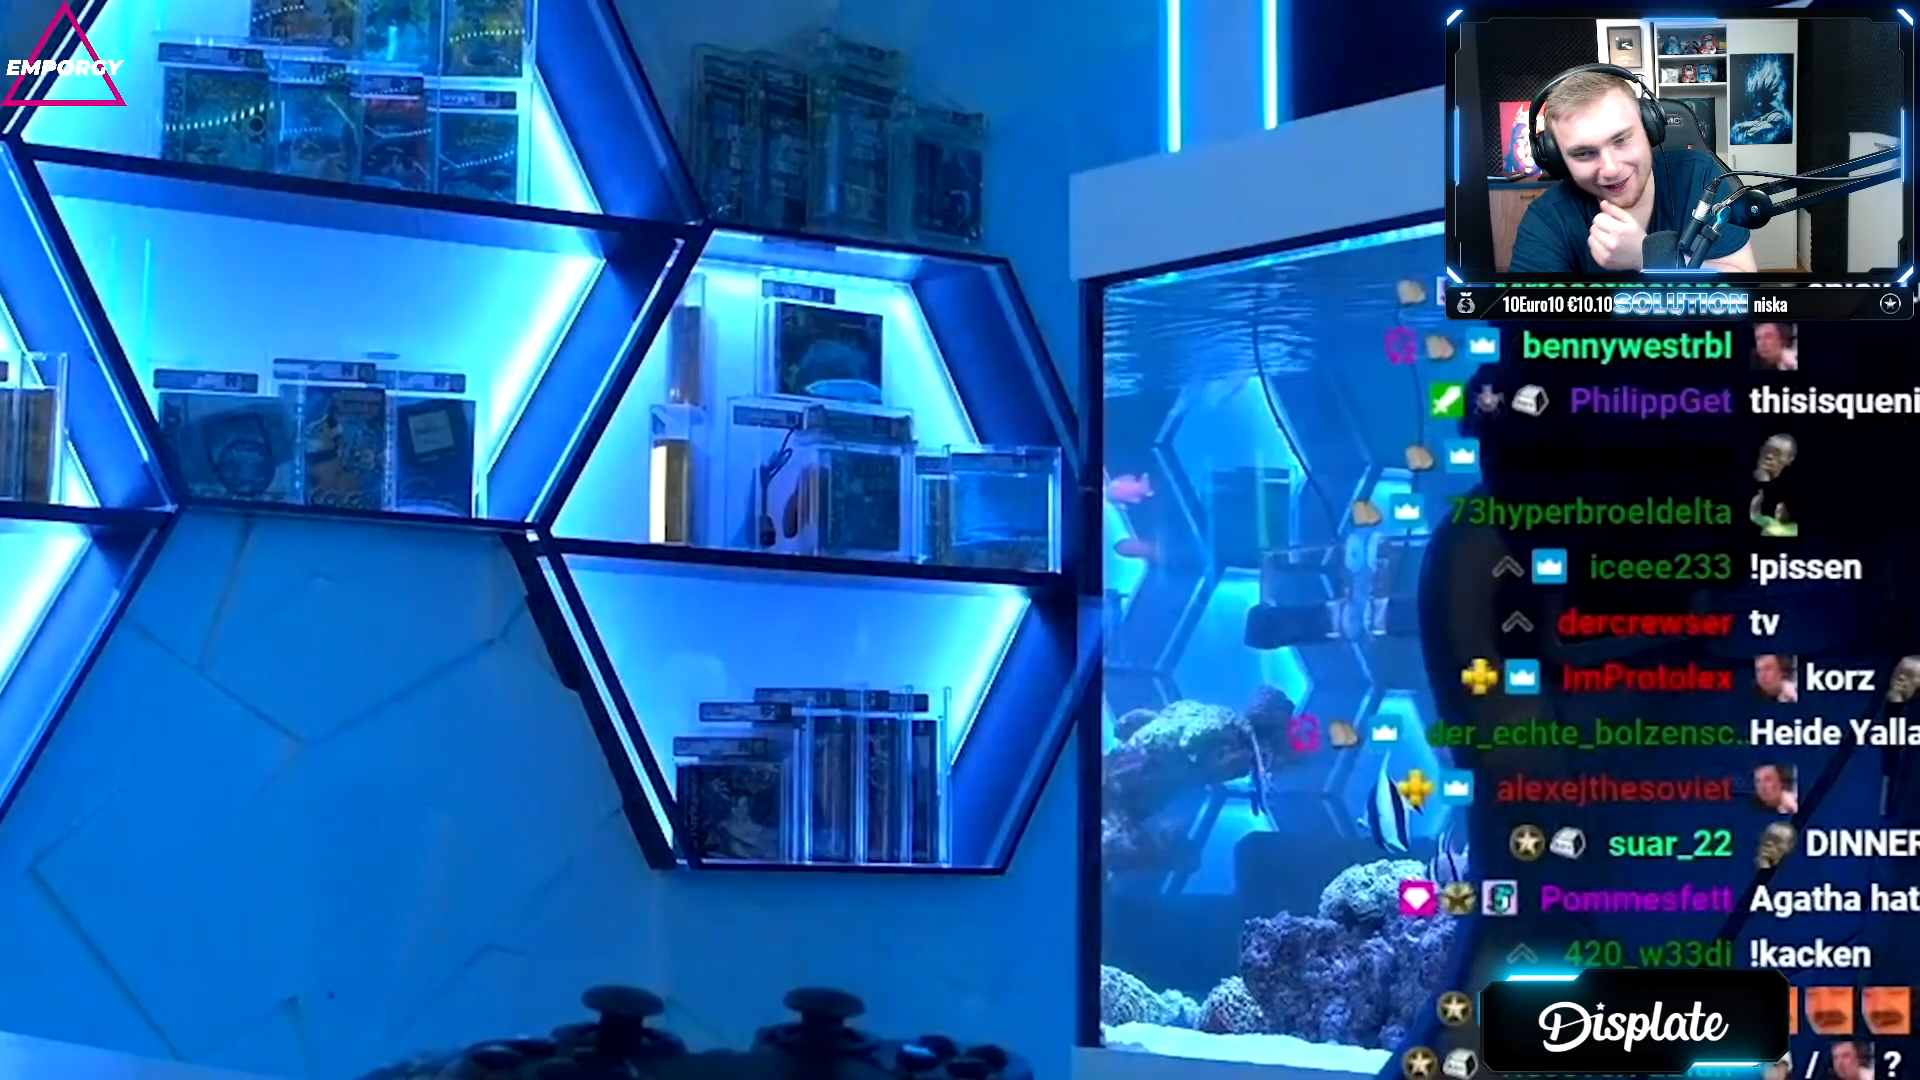 EMPORGY
10Euro10 €10.10 SOLUTION niska
bennywestrbl
PhilippGet thisisqueni
73hyperbroeldelta
iceee233 !pissen
dercrewser tv
ImProtolex korz
der_echte_bolzensc.. Heide Yalla
alexejthesoviet
suar_22 DINNER
Pommesfett Agatha hat
420_w33di !kacken
Displate
/ ?